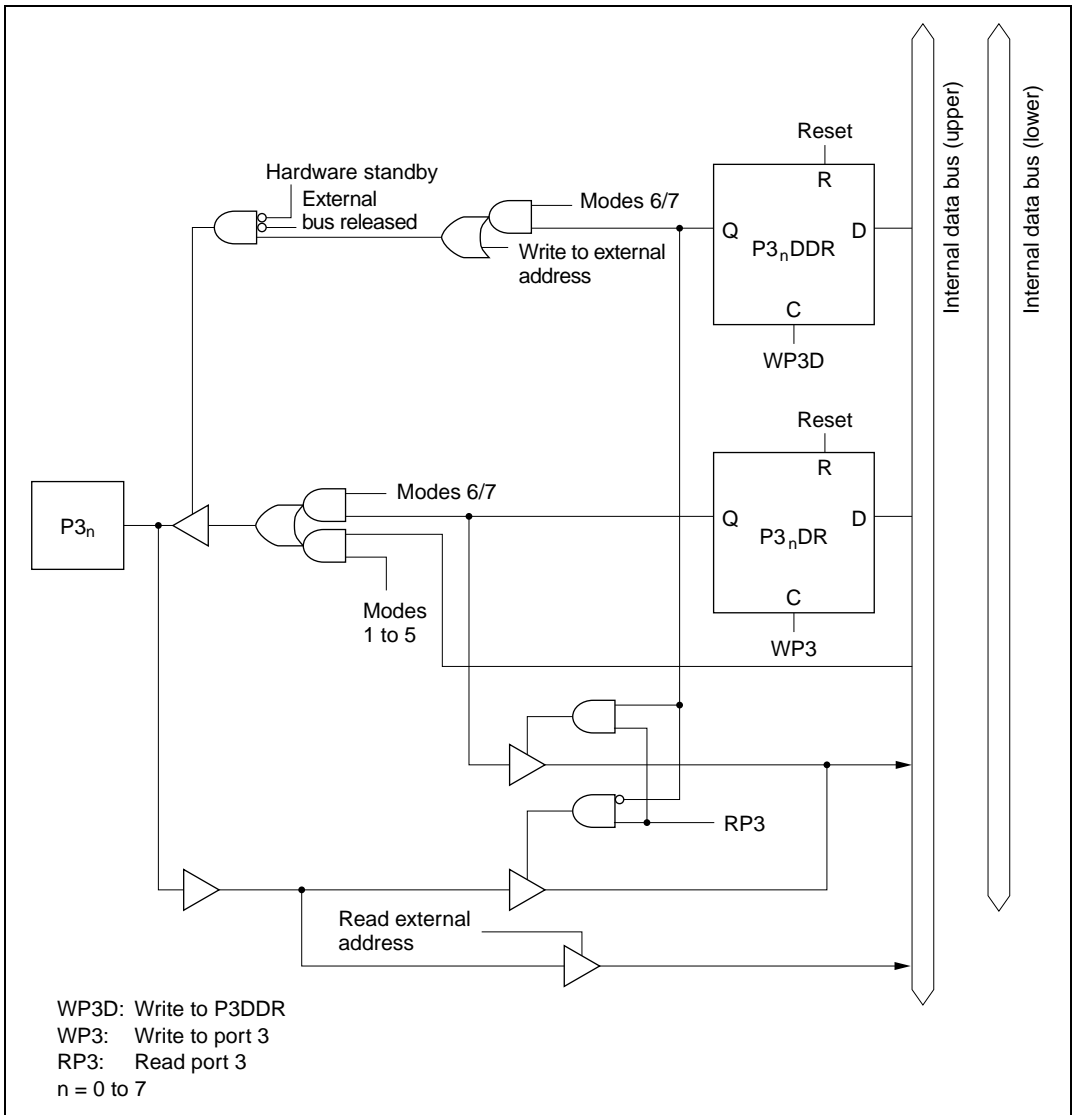 Hardware standby
External
bus released
Modes 6/7
Write to external
address
Reset
R
Q
D
P3nDDR
C
WP3D
Internal data bus (upper)
Internal data bus (lower)
Reset
R
Q
D
P3nDR
C
WP3
P3n
Modes 6/7
Modes
1 to 5
RP3
Read external
address
WP3D: Write to P3DDR
WP3: Write to port 3
RP3: Read port 3
n = 0 to 7